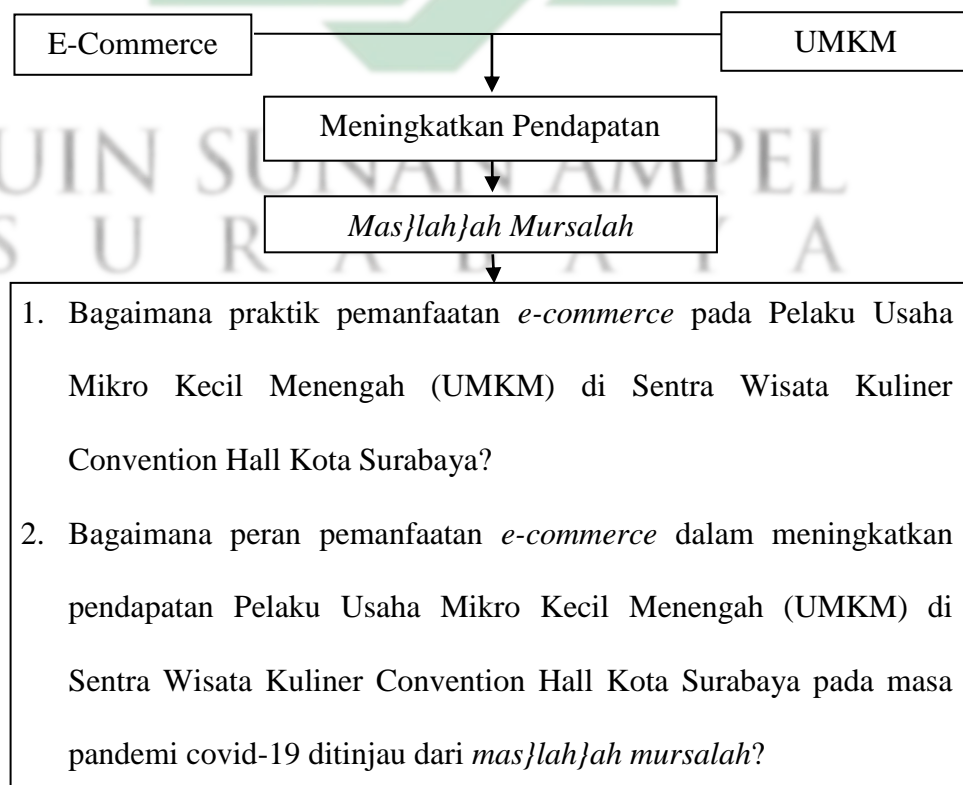 E-Commerce
UMKM
Meningkatkan Pendapatan
UIN SUNAN AMPEL
S U R A B A Y A
Mas}lah}ah Mursalah
1. Bagaimana praktik pemanfaatan e-commerce pada Pelaku Usaha
Mikro Kecil Menengah (UMKM) di Sentra Wisata Kuliner
Convention Hall Kota Surabaya?
2. Bagaimana peran pemanfaatan e-commerce dalam meningkatkan
pendapatan Pelaku Usaha Mikro Kecil Menengah (UMKM) di
Sentra Wisata Kuliner Convention Hall Kota Surabaya pada masa
pandemi covid-19 ditinjau dari mas}lah}ah mursalah?